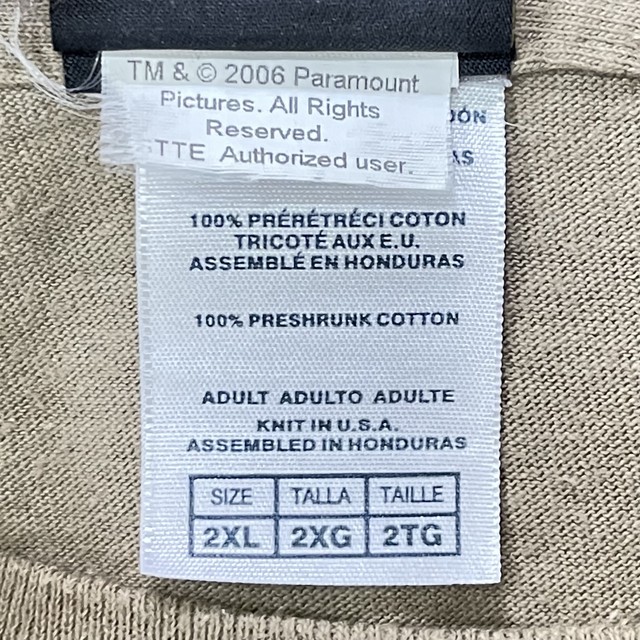 TM & © 2006 Paramount
Pictures. All Rights
Reserved.
STTE Authorized user.
100% PRÉRÉTRÉCI COTON
TRICOTÉ AUX E.U.
ASSEMBLÉ EN HONDURAS
100% PRESHRUNK COTTON
ADULT ADULTO ADULTE
KNIT IN U.S.A.
ASSEMBLED IN HONDURAS
SIZE TALLA TAILLE
2XL 2XG 2TG